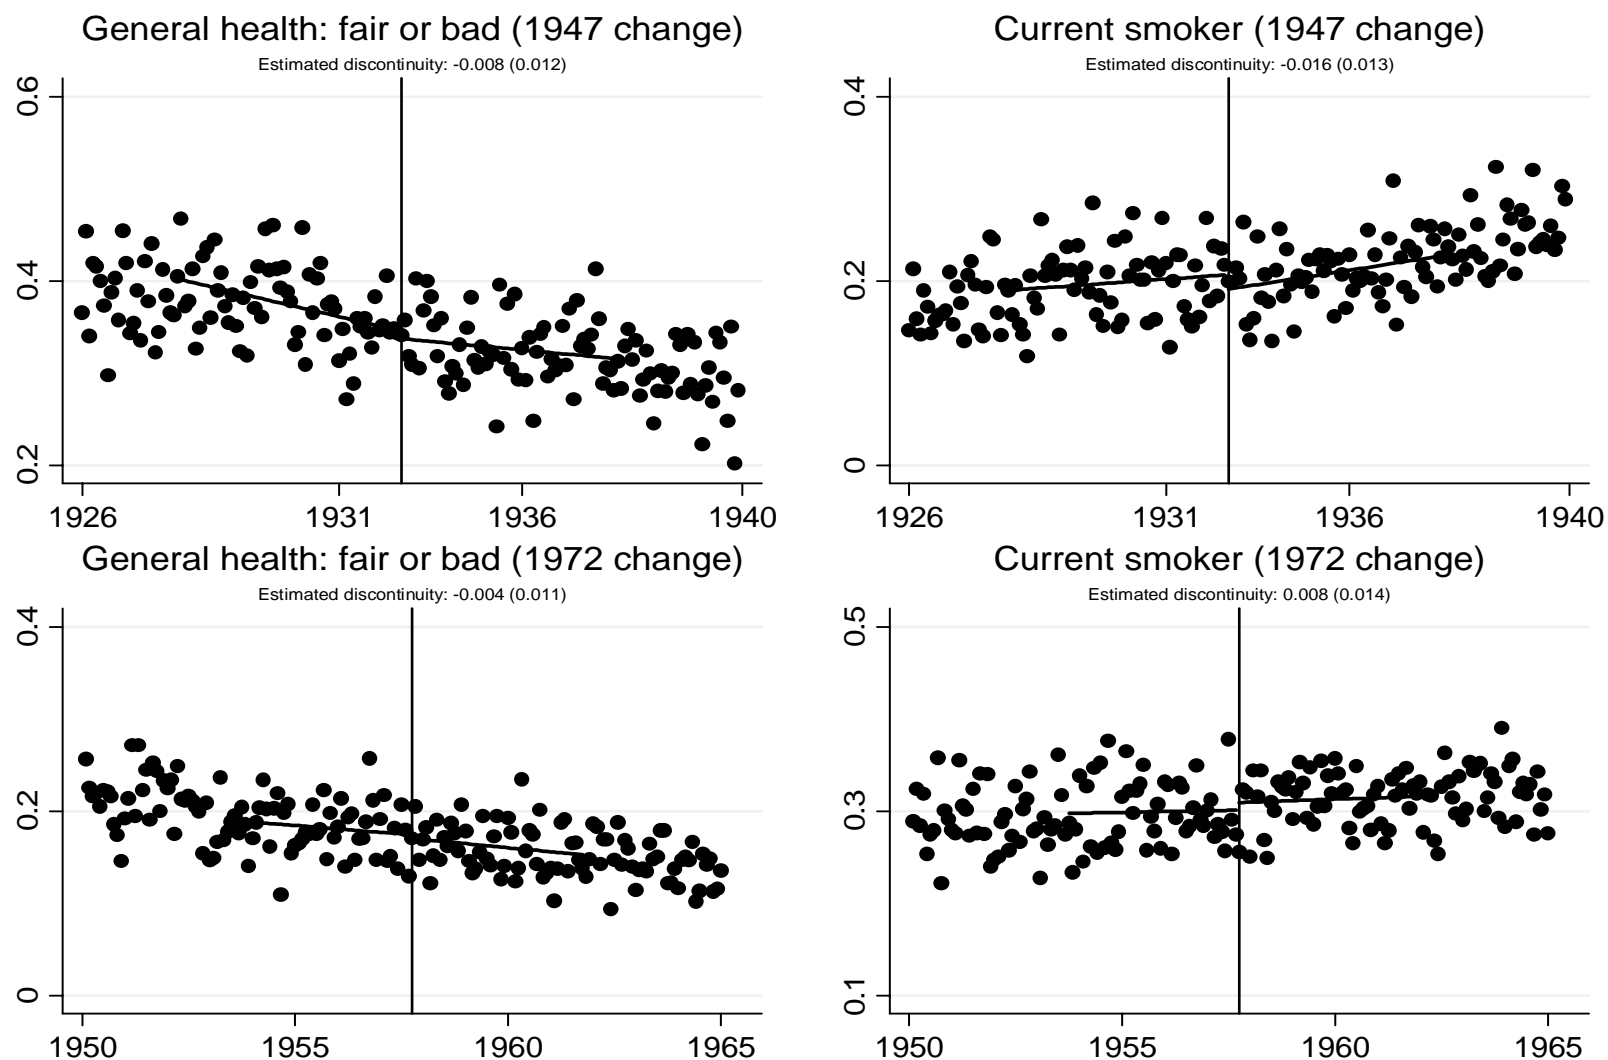 General health: fair or bad (1947 change)
Estimated discontinuity: -0.008 (0.012)
0.6
0.4
0.2
1926 1931 1936 1940
Current smoker (1947 change)
Estimated discontinuity: -0.016 (0.013)
0.4
0.2
0
1926 1931 1936 1940
General health: fair or bad (1972 change)
Estimated discontinuity: -0.004 (0.011)
0.4
0.2
0
1950 1955 1960 1965
Current smoker (1972 change)
Estimated discontinuity: 0.008 (0.014)
0.5
0.3
0.1
1950 1955 1960 1965